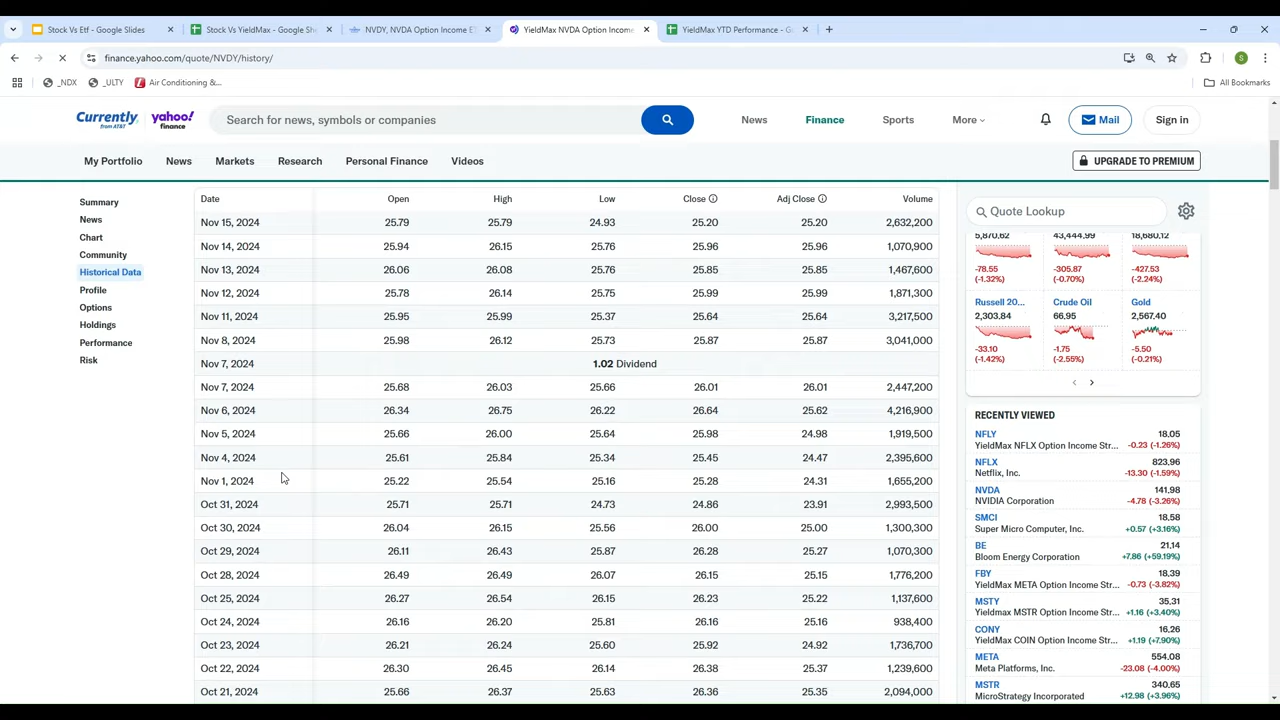 Stock Vs Etf - Google Slides
Stock Vs YieldMax - Google She
NVDY, NVDA Option Income E
YieldMax NVDA Option Income
YieldMax YTD Performance - G
finance.yahoo.com/quote/NVDY/history/
S
_NDX
_ULTY
Air Conditioning &...
All Bookmarks
Currently from AT&T yahoo! finance
Search for news, symbols or companies
News
Finance
Sports
More
Mail
Sign in
My Portfolio
News
Markets
Research
Personal Finance
Videos
UPGRADE TO PREMIUM
Summary
News
Chart
Community
Historical Data
Profile
Options
Holdings
Performance
Risk
Date Open High Low Close Adj Close Volume
Nov 15, 2024 25.79 25.79 24.93 25.20 25.20 2,632,200
Nov 14, 2024 25.94 26.15 25.76 25.96 25.96 1,070,900
Nov 13, 2024 26.06 26.08 25.76 25.85 25.85 1,467,600
Nov 12, 2024 25.78 26.14 25.75 25.99 25.99 1,871,300
Nov 11, 2024 25.95 25.99 25.37 25.64 25.64 3,217,500
Nov 8, 2024 25.98 26.12 25.73 25.87 25.87 3,041,000
Nov 7, 2024 1.02 Dividend
Nov 7, 2024 25.68 26.03 25.66 26.01 26.01 2,447,200
Nov 6, 2024 26.34 26.75 26.22 26.64 25.62 4,216,900
Nov 5, 2024 25.66 26.00 25.64 25.98 24.98 1,919,500
Nov 4, 2024 25.61 25.84 25.34 25.45 24.47 2,395,600
Nov 1, 2024 25.22 25.54 25.16 25.28 24.31 1,655,200
Oct 31, 2024 25.71 25.71 24.73 24.86 23.91 2,993,500
Oct 30, 2024 26.04 26.15 25.56 26.00 25.00 1,300,300
Oct 29, 2024 26.11 26.43 25.87 26.28 25.27 1,070,300
Oct 28, 2024 26.49 26.49 26.07 26.15 25.15 1,776,200
Oct 25, 2024 26.27 26.54 26.15 26.23 25.22 1,137,600
Oct 24, 2024 26.16 26.20 25.81 26.16 25.16 938,400
Oct 23, 2024 26.21 26.24 25.60 25.92 24.92 1,736,700
Oct 22, 2024 26.30 26.45 26.14 26.38 25.37 1,239,600
Oct 21, 2024 25.66 26.37 25.63 26.36 25.35 2,094,000
Quote Lookup
5,870.62 43,444.99 18,680.12
-78.55 -305.87 -427.53
(-1.32%) (-0.70%) (-2.24%)
Russell 20... Crude Oil Gold
2,303.84 66.95 2,567.40
-33.10 -1.75 -5.50
(-1.42%) (-2.55%) (-0.21%)
RECENTLY VIEWED
NFLY 18.05
YieldMax NFLX Option Income Str... -0.23 (-1.26%)
NFLX 823.96
Netflix, Inc. -13.30 (-1.59%)
NVDA 141.98
NVIDIA Corporation -4.78 (-3.26%)
SMCI 18.58
Super Micro Computer, Inc. +0.57 (+3.16%)
BE 21.14
Bloom Energy Corporation +7.86 (+59.19%)
FBY 18.39
YieldMax META Option Income Str... -0.73 (-3.82%)
MSTY 35.31
Yieldmax MSTR Option Income Str... +1.16 (+3.40%)
CONY 16.26
YieldMax COIN Option Income Str... +1.19 (+7.90%)
META 554.08
Meta Platforms, Inc. -23.08 (-4.00%)
MSTR 340.65
MicroStrategy Incorporated +12.98 (+3.96%)